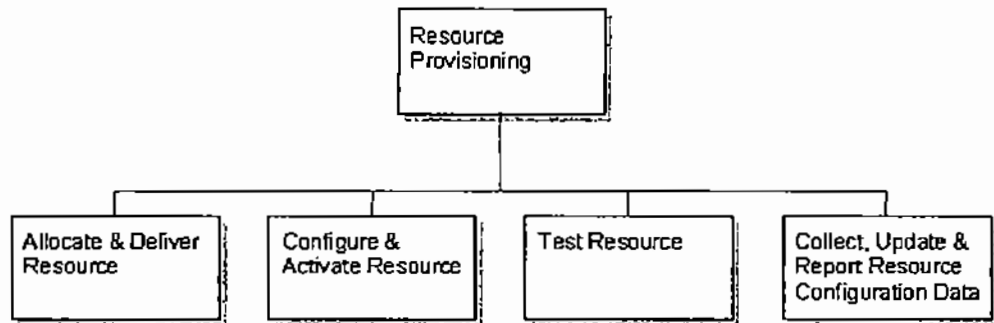 Resource
Provisioning
Allocate & Deliver
Resource
Configure &
Activate Resource
Test Resource
Collect, Update &
Report Resource
Configuration Data